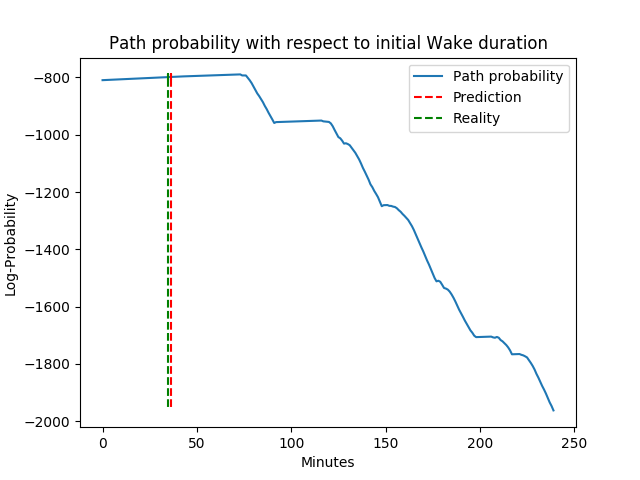 Path probability with respect to initial Wake duration
Path probability
Prediction
Reality
Log-Probability
−800
−1000
−1200
−1400
−1600
−1800
−2000
0 50 100 150 200 250
Minutes